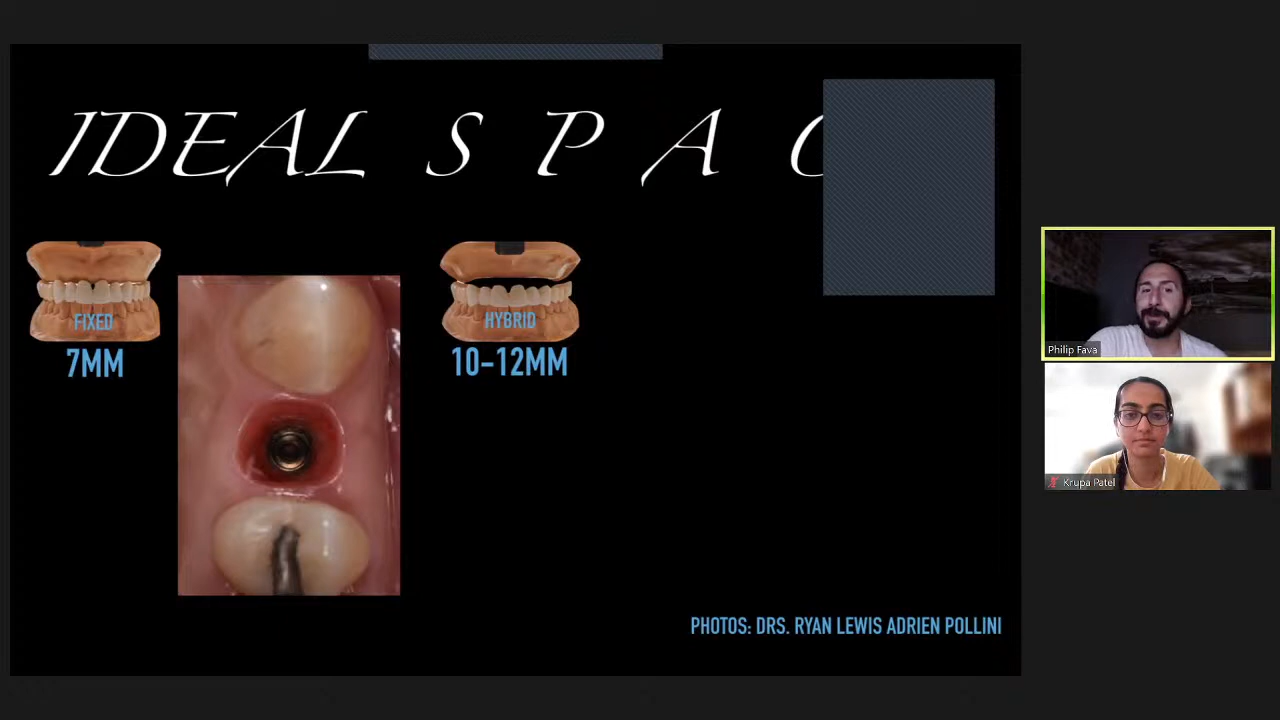 IDEAL S P A C
FIXED
7MM
HYBRID
10-12MM
PHOTOS: DRS. RYAN LEWIS ADRIEN POLLINI
Philip Fava
Krupa Patel